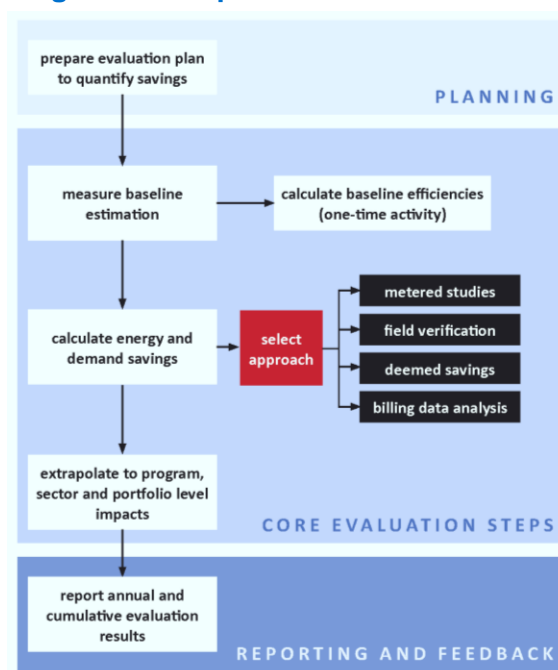 prepare evaluation plan
to quantify savings
PLANNING
measure baseline
estimation
calculate baseline efficiencies
(one-time activity)
calculate energy and
demand savings
select
approach
metered studies
field verification
deemed savings
billing data analysis
extrapolate to program,
sector and portfolio level
impacts
CORE EVALUATION STEPS
report annual and
cumulative evaluation
results
REPORTING AND FEEDBACK